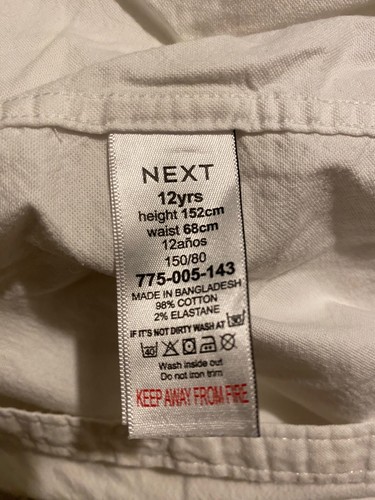 NEXT
12yrs
height 152cm
waist 68cm
12años
150/80
775-005-143
MADE IN BANGLADESH
98% COTTON
2% ELASTANE
IF IT'S NOT DIRTY WASH AT 30
40
Wash inside out
Do not iron trim
KEEP AWAY FROM FIRE